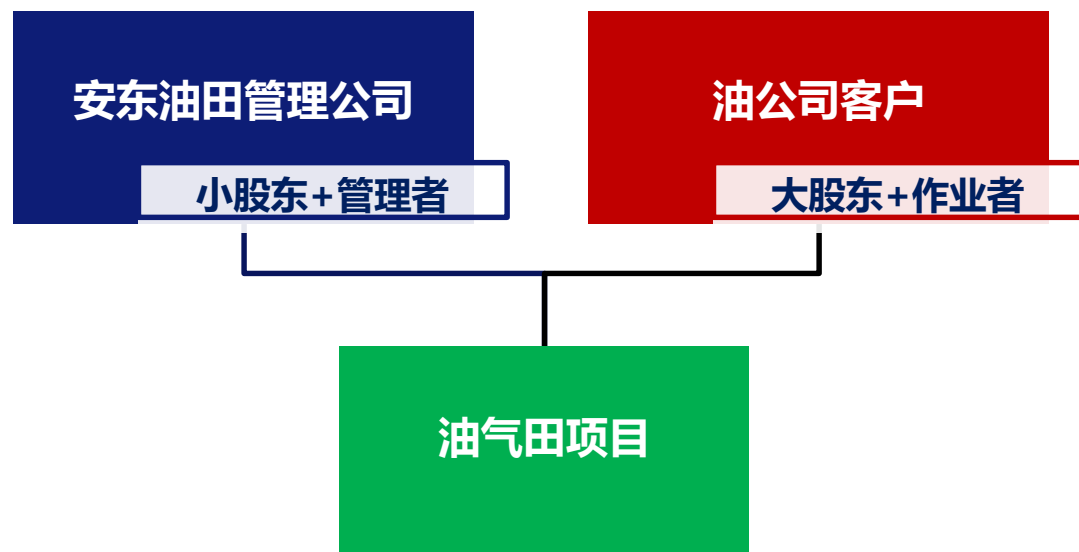 安东油田管理公司
小股东+管理者
油公司客户
大股东+作业者
油气田项目